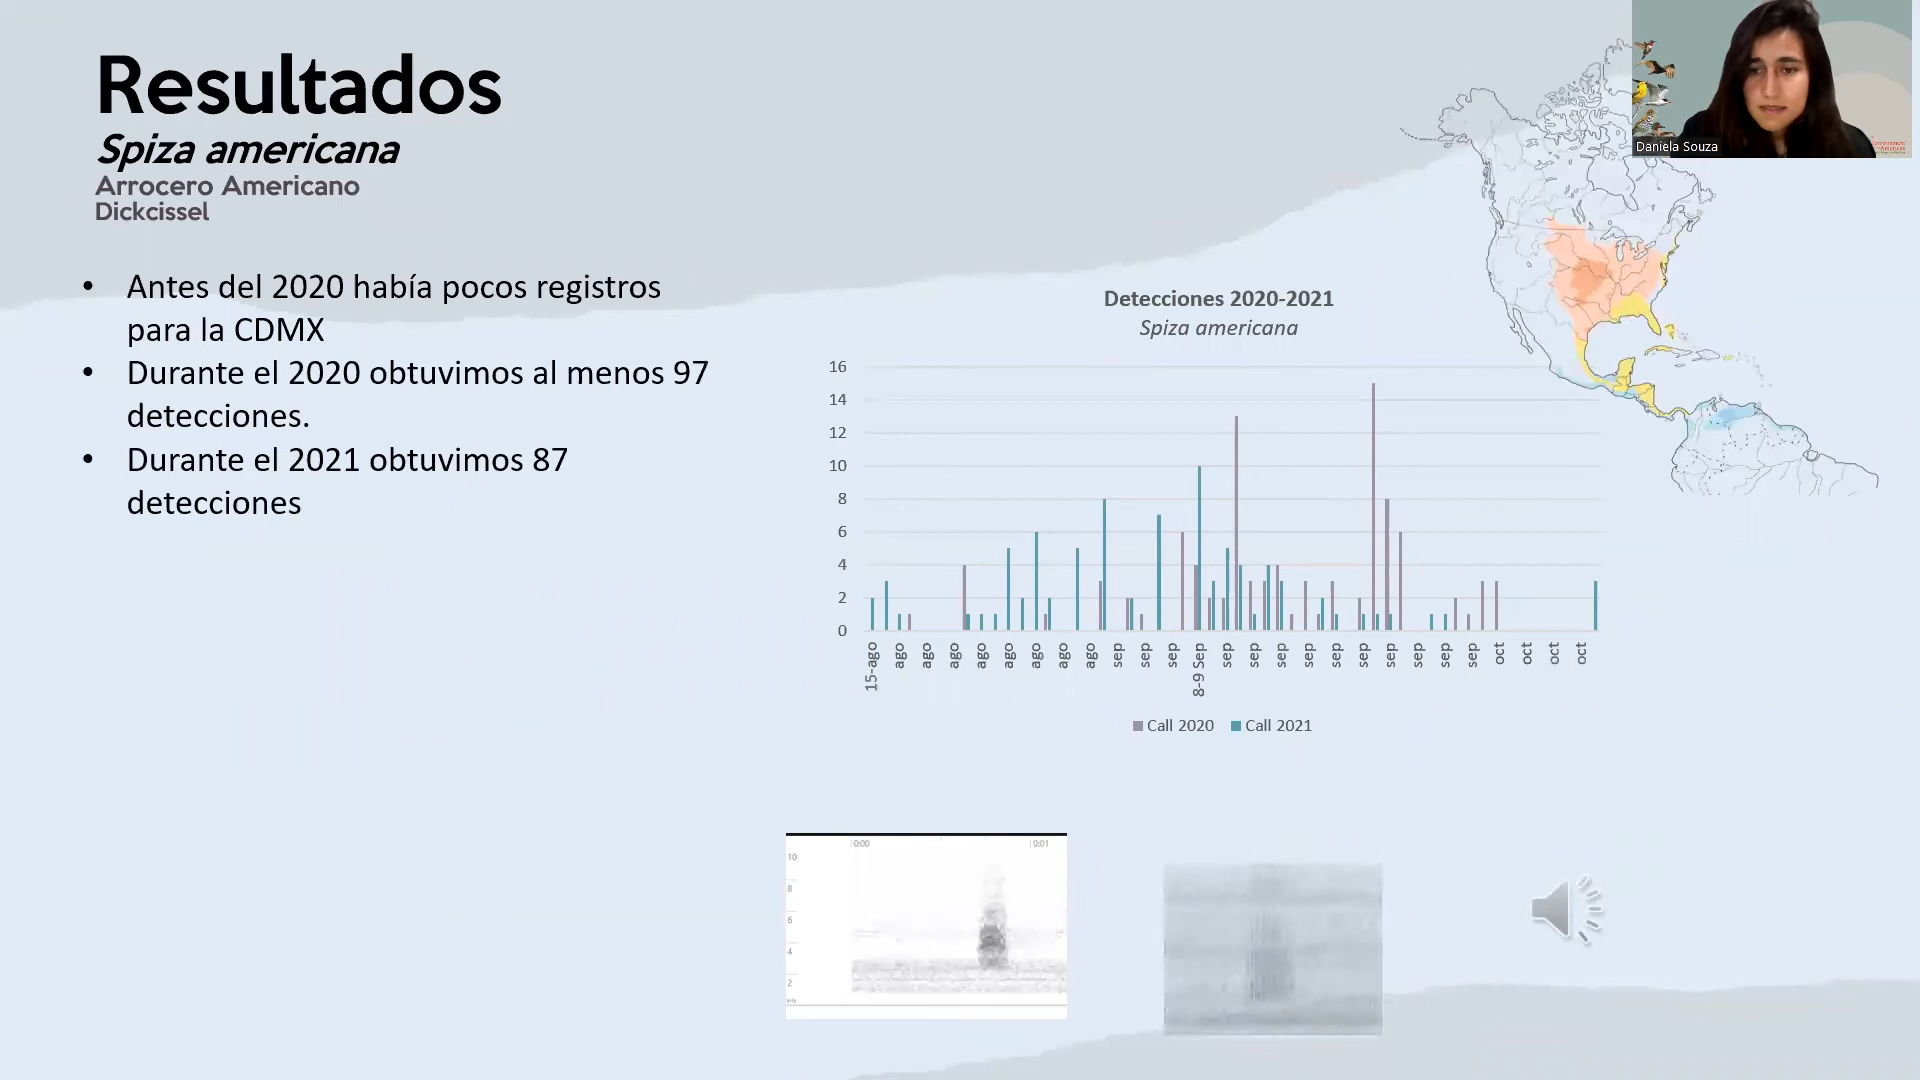 Resultados
Spiza americana
Arrocero Americano
Dickcissel
• Antes del 2020 había pocos registros
para la CDMX
• Durante el 2020 obtuvimos al menos 97
detecciones.
• Durante el 2021 obtuvimos 87
detecciones
Daniela Souza
Detecciones 2020-2021
Spiza americana
16
14
12
10
8
6
4
2
0
15-ago ago ago ago ago ago ago ago ago sep sep sep 8-9 Sep sep sep sep sep sep sep sep sep sep sep oct oct oct oct
Call 2020 Call 2021
0:00 0:01
10
8
6
4
2
kHz